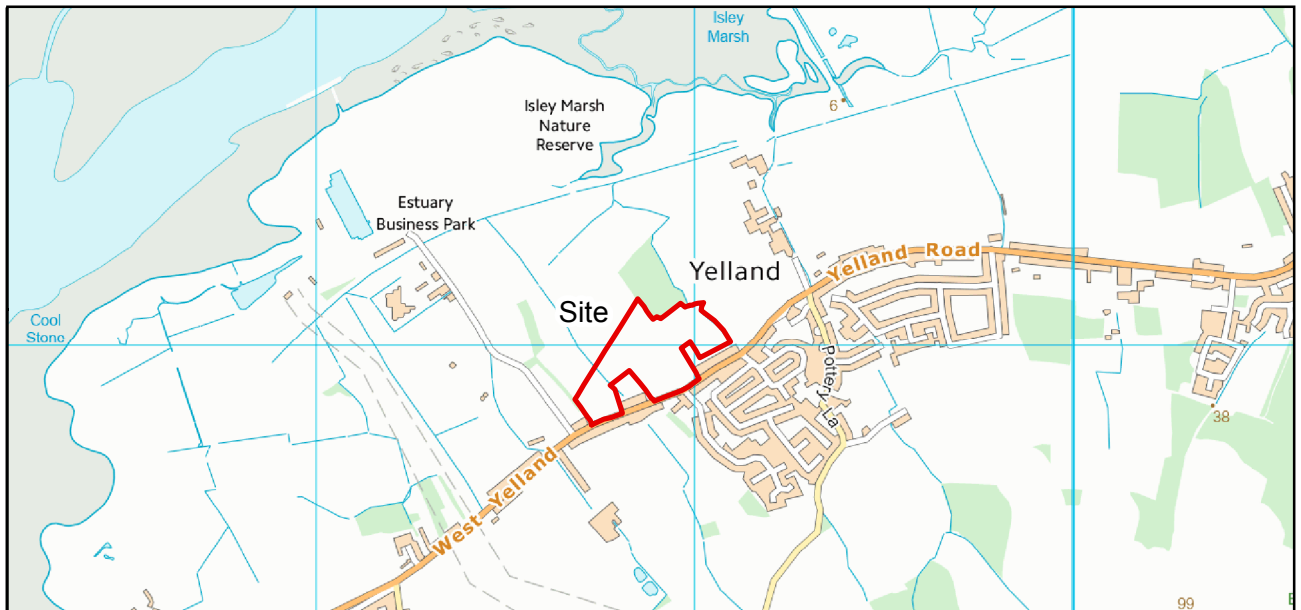 Isley
Marsh
6
Isley Marsh
Nature
Reserve
Estuary
Business Park
Yelland
Yelland Road
Site
Cool
Stone
Pottery La
38
West Yelland
99